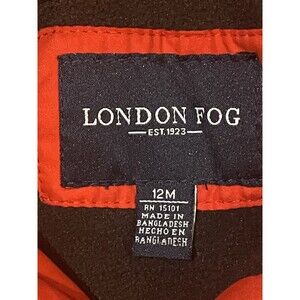 LONDON FOG
EST.1923
12M
RN 15101
MADE IN
BANGLADESH
HECHO EN
BANGLADESH